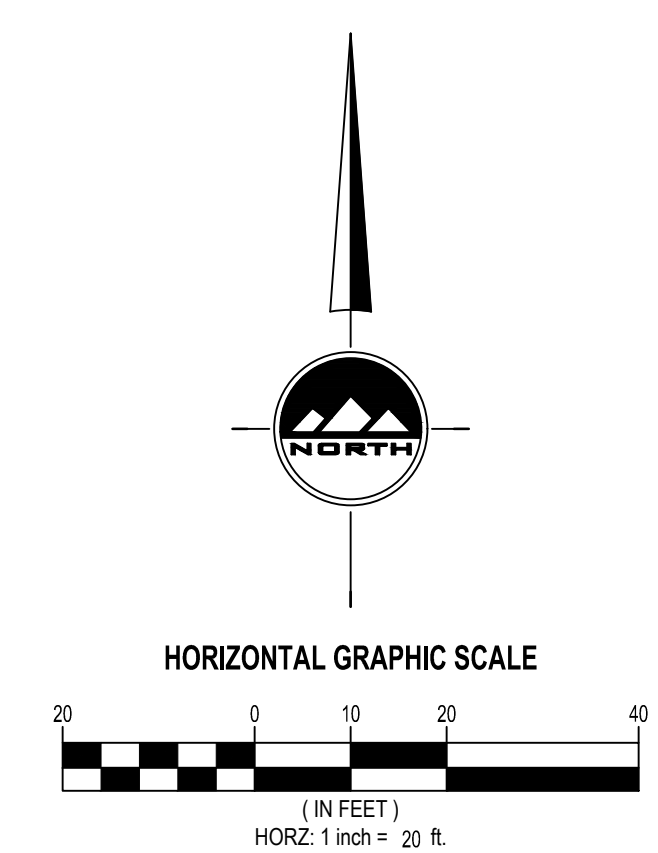 NORTH
HORIZONTAL GRAPHIC SCALE
20 0 10 20 40
( IN FEET )
HORZ: 1 inch = 20 ft.